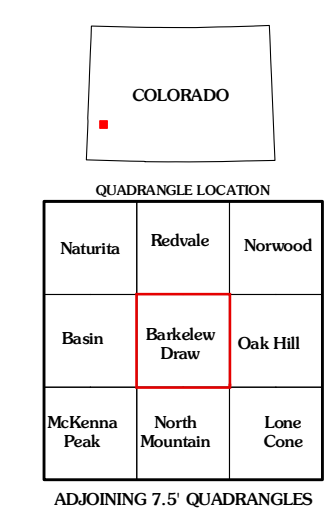 COLORADO
QUADRANGLE LOCATION
Naturita
Redvale
Norwood
Basin
Barkelew
Draw
Oak Hill
McKenna
Peak
North
Mountain
Lone
Cone
ADJOINING 7.5' QUADRANGLES